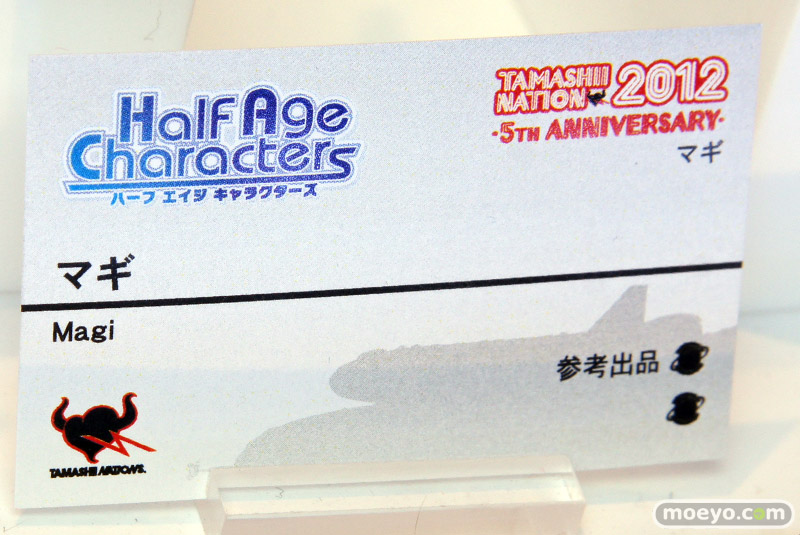 Half Age
Characters
ハーフ エイジ キャラクターズ
TAMASHII
NATION 2012
·5TH ANNIVERSARY·
マギ
マギ
Magi
参考出品
TAMASHII NATIONS.
moeyo.com